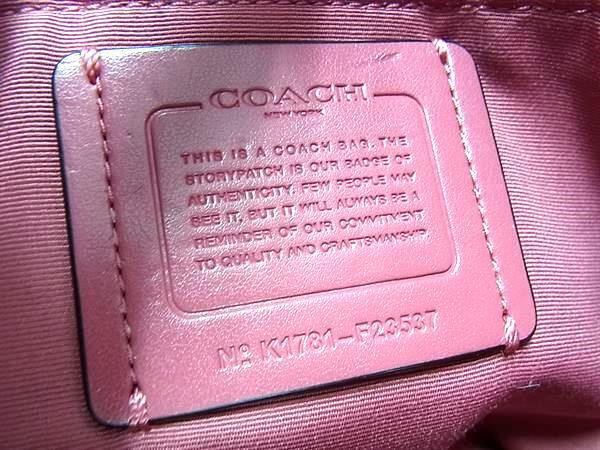 COACH
NEW YORK
THIS IS A COACH BAG. THE
STORYPATCH IS OUR BADGE OF
AUTHENTICITY. FEW PEOPLE MAY
SEE IT, BUT IT WILL ALWAYS BE A
REMINDER OF OUR COMMITMENT
TO QUALITY AND CRAFTSMANSHIP.
No K1781-F23537